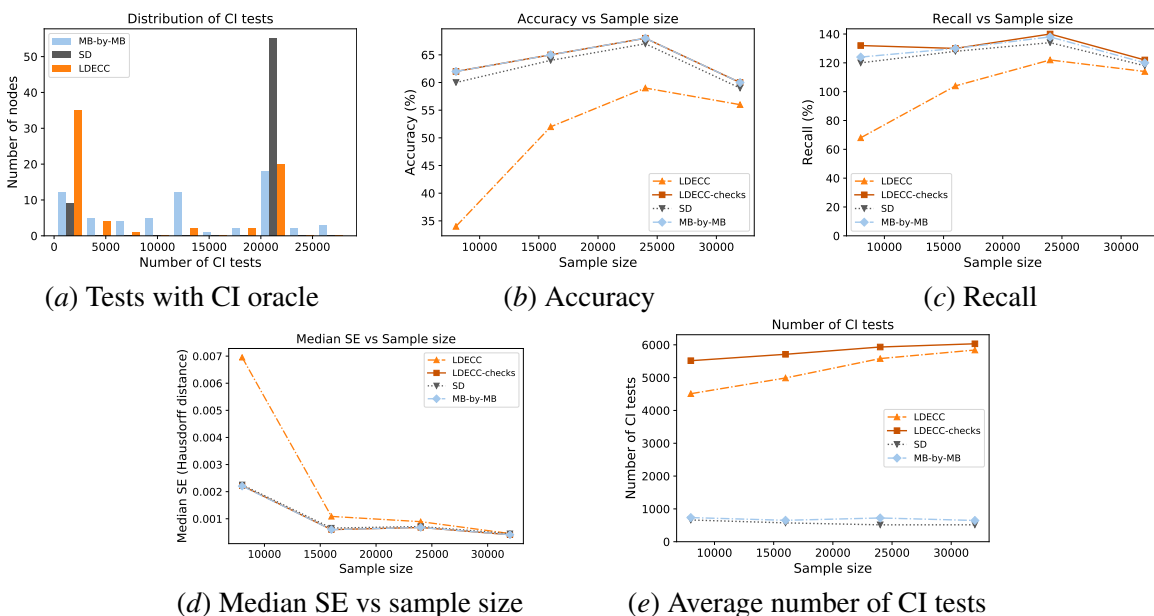 Distribution of CI tests
MB-by-MB
SD
LDECC
50
40
30
20
10
0
Number of nodes
0 5000 10000 15000 20000 25000
Number of CI tests
(a) Tests with CI oracle
Accuracy vs Sample size
65
60
55
50
45
40
35
Accuracy (%)
LDECC
LDECC-checks
SD
MB-by-MB
10000 15000 20000 25000 30000
Sample size
(b) Accuracy
Recall vs Sample size
140
120
100
80
60
40
20
0
Recall (%)
LDECC
LDECC-checks
SD
MB-by-MB
10000 15000 20000 25000 30000
Sample size
(c) Recall
Median SE vs Sample size
0.007
0.006
0.005
0.004
0.003
0.002
0.001
Median SE (Hausdorff distance)
LDECC
LDECC-checks
SD
MB-by-MB
10000 15000 20000 25000 30000
Sample size
(d) Median SE vs sample size
Number of CI tests
6000
5000
4000
3000
2000
1000
0
Number of CI tests
LDECC
LDECC-checks
SD
MB-by-MB
10000 15000 20000 25000 30000
Sample size
(e) Average number of CI tests